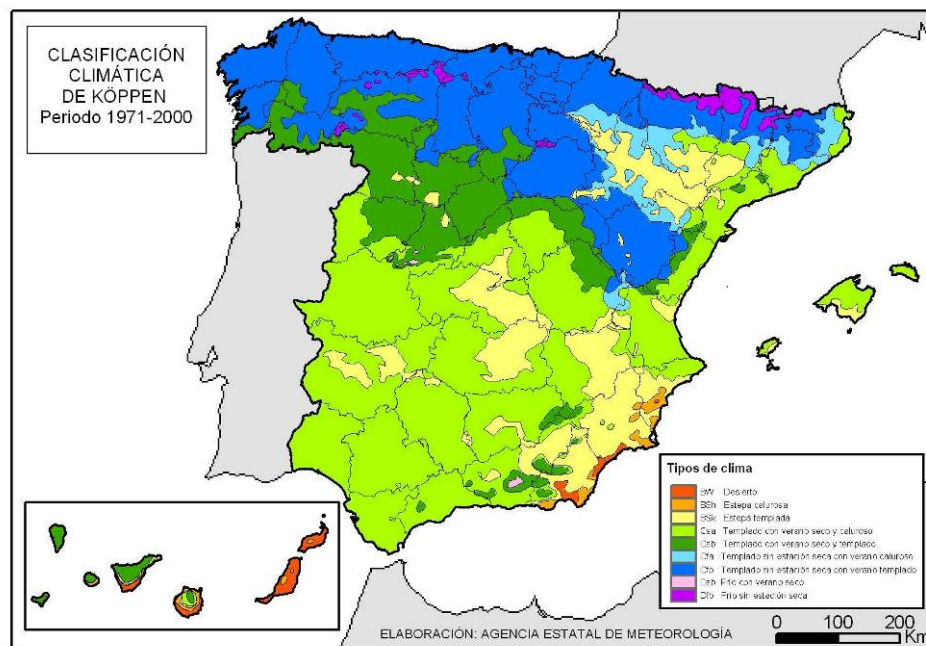 CLASIFICACIÓN
CLIMÁTICA
DE KÖPPEN
Periodo 1971-2000
Tipos de clima
Desierto
BSh Estepa calurosa
BSk Estepa templada
Csa Templado con verano seco y caluroso
Csb Templado con verano seco y templado
Cfa Templado sin estación seca con verano caluroso
Cfb Templado sin estación seca con verano templado
Dsb Frío con verano seco
Dfb Frío sin estación seca
ELABORACIÓN: AGENCIA ESTATAL DE METEOROLOGÍA
0 100 200
Km